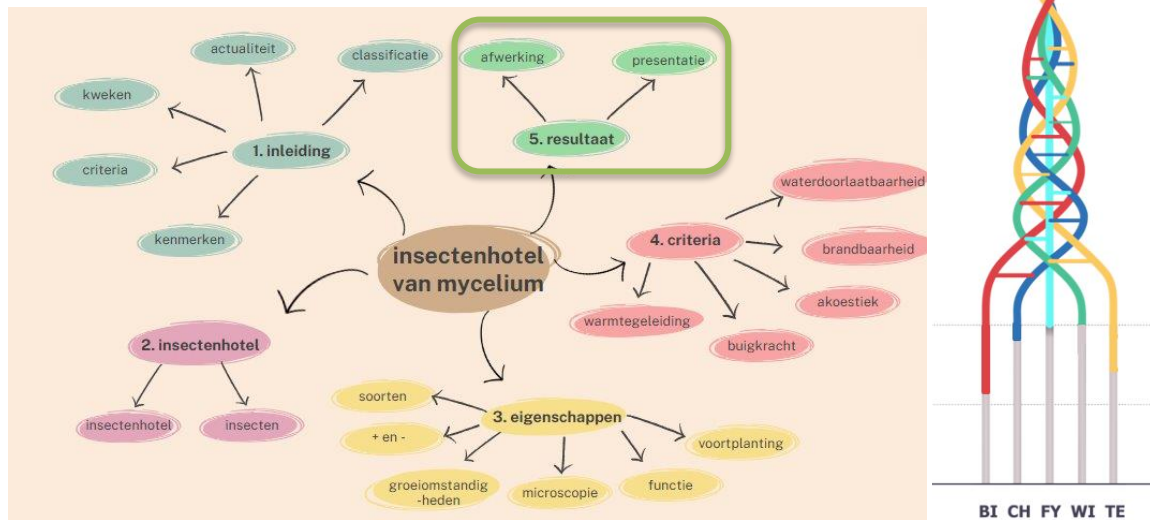 insectenhotel
van mycelium
1. inleiding
kweken
actualiteit
classificatie
criteria
kenmerken
2. insectenhotel
insectenhotel
insecten
3. eigenschappen
soorten
+ en -
groeiomstandig
-heden
microscopie
functie
voortplanting
4. criteria
waterdoorlaatbaarheid
brandbaarheid
akoestiek
buigkracht
warmtegeleiding
5. resultaat
afwerking
presentatie
BI CH FY WI TE